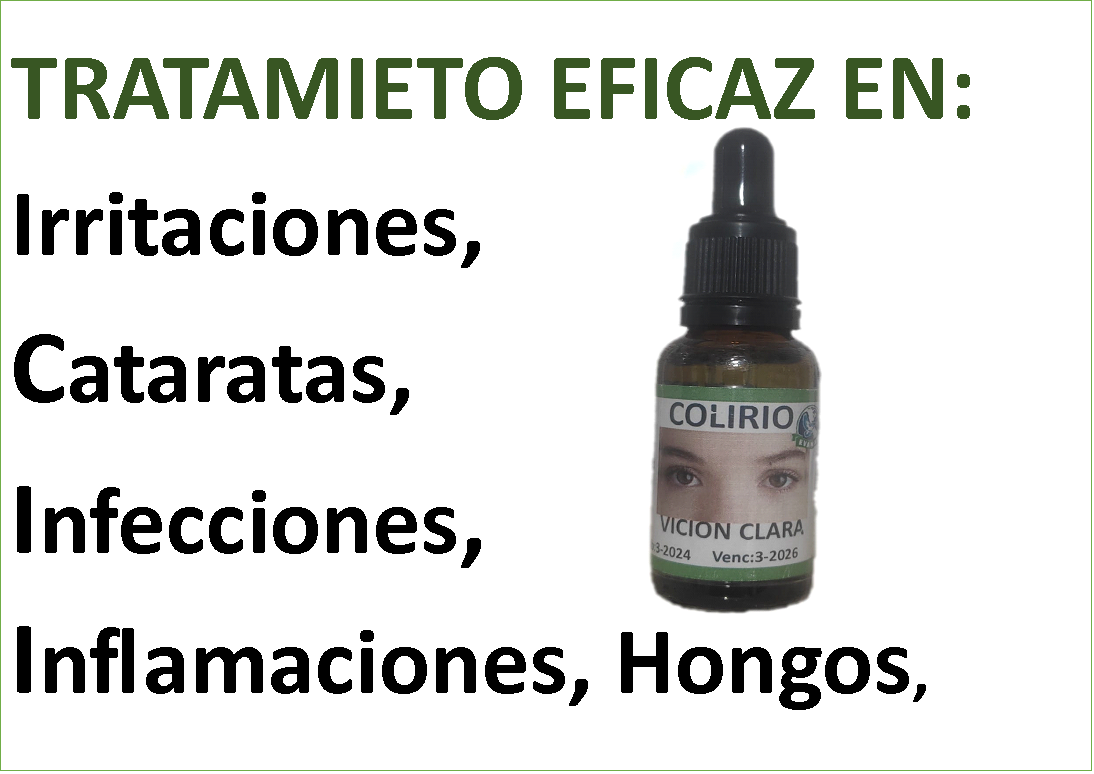 TRATAMIETO EFICAZ EN:
Irritaciones,
Cataratas,
Infecciones,
Inflamaciones, Hongos,
COLIRIO
VICION CLARA
3-2024 Venc:3-2026